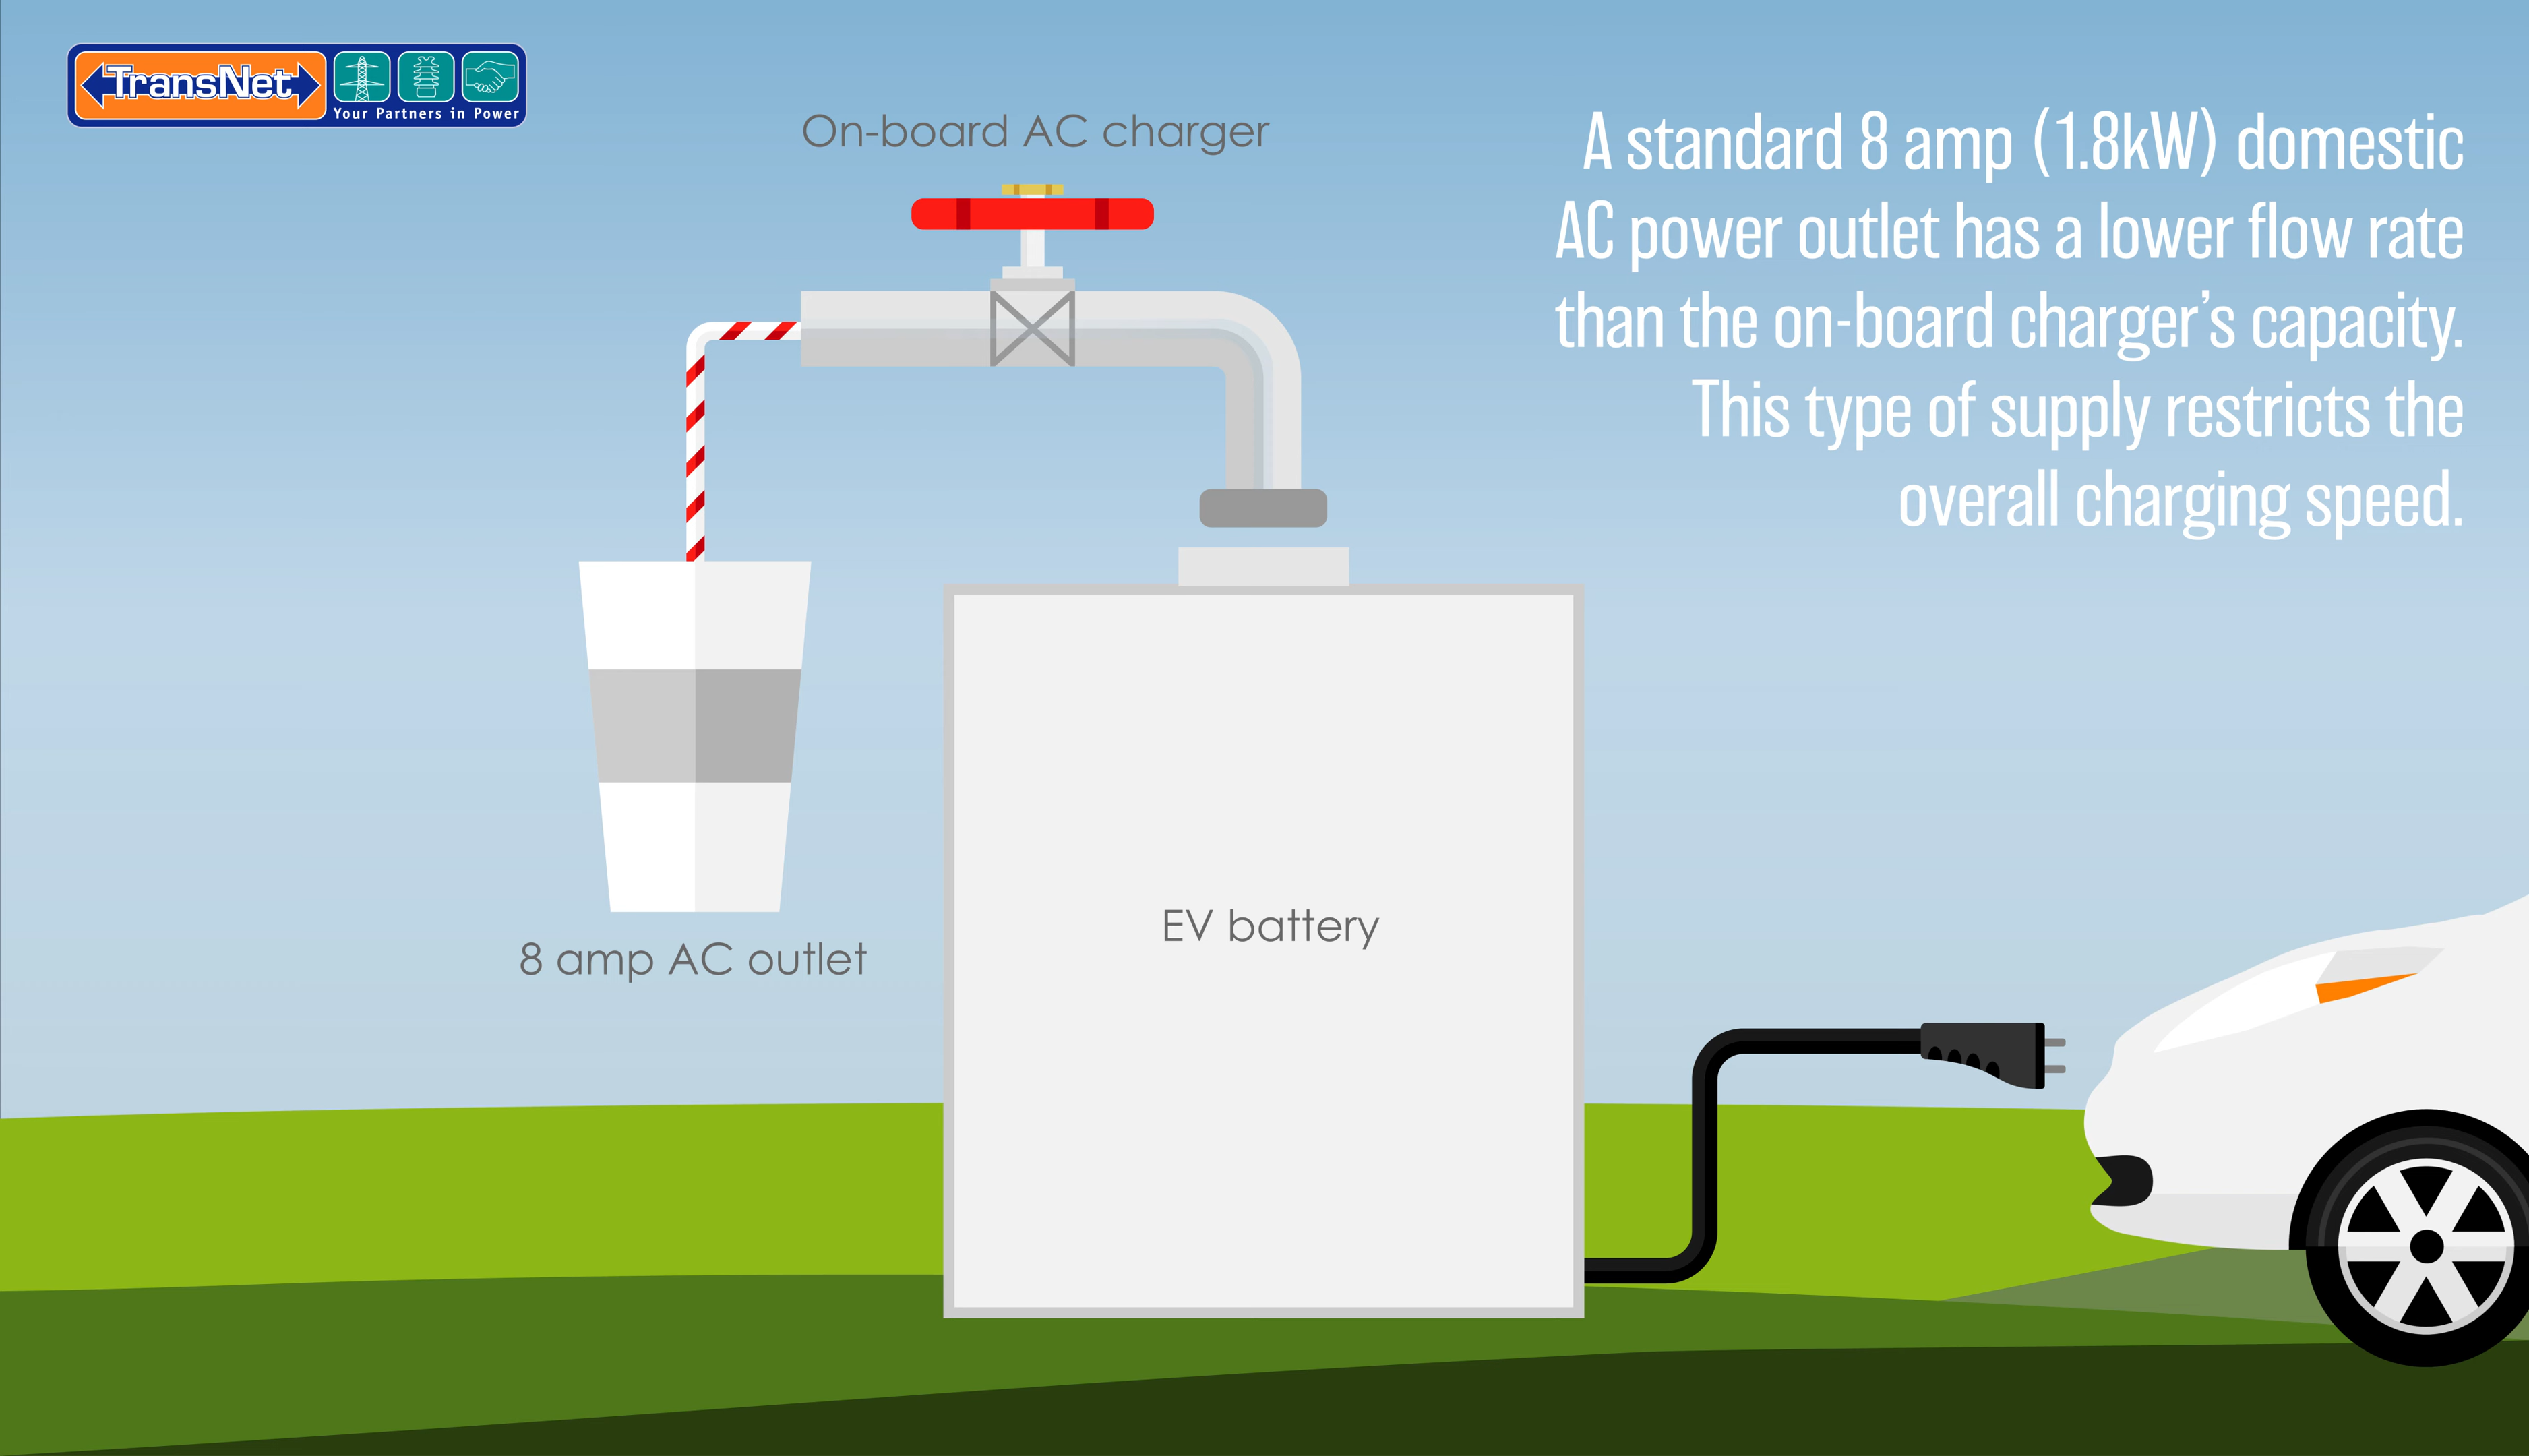 TransNet
Your Partners in Power
On-board AC charger
A standard 8 amp (1.8kW) domestic
AC power outlet has a lower flow rate
than the on-board charger’s capacity.
This type of supply restricts the
overall charging speed.
EV battery
8 amp AC outlet